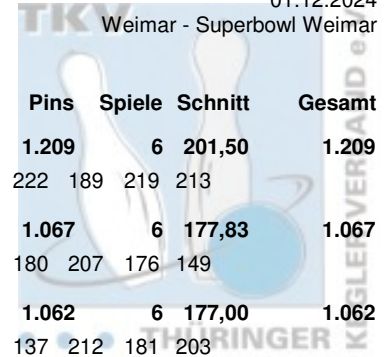 01.12.2024
TKV
Weimar - Superbowl Weimar
Pins Spiele Schnitt Gesamt
1.209 6 201,50 1.209
222 189 219 213
1.067 6 177,83 1.067
180 207 176 149
1.062 6 177,00 1.062
137 212 181 203
THÜRINGER
KEGLERVERBAND e.V.